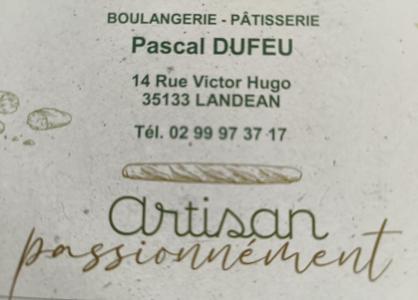 BOULANGERIE - PÂTISSERIE
Pascal DUFEU
14 Rue Victor Hugo
35133 LANDEAN
Tél. 02 99 97 37 17
artisan
passionnément